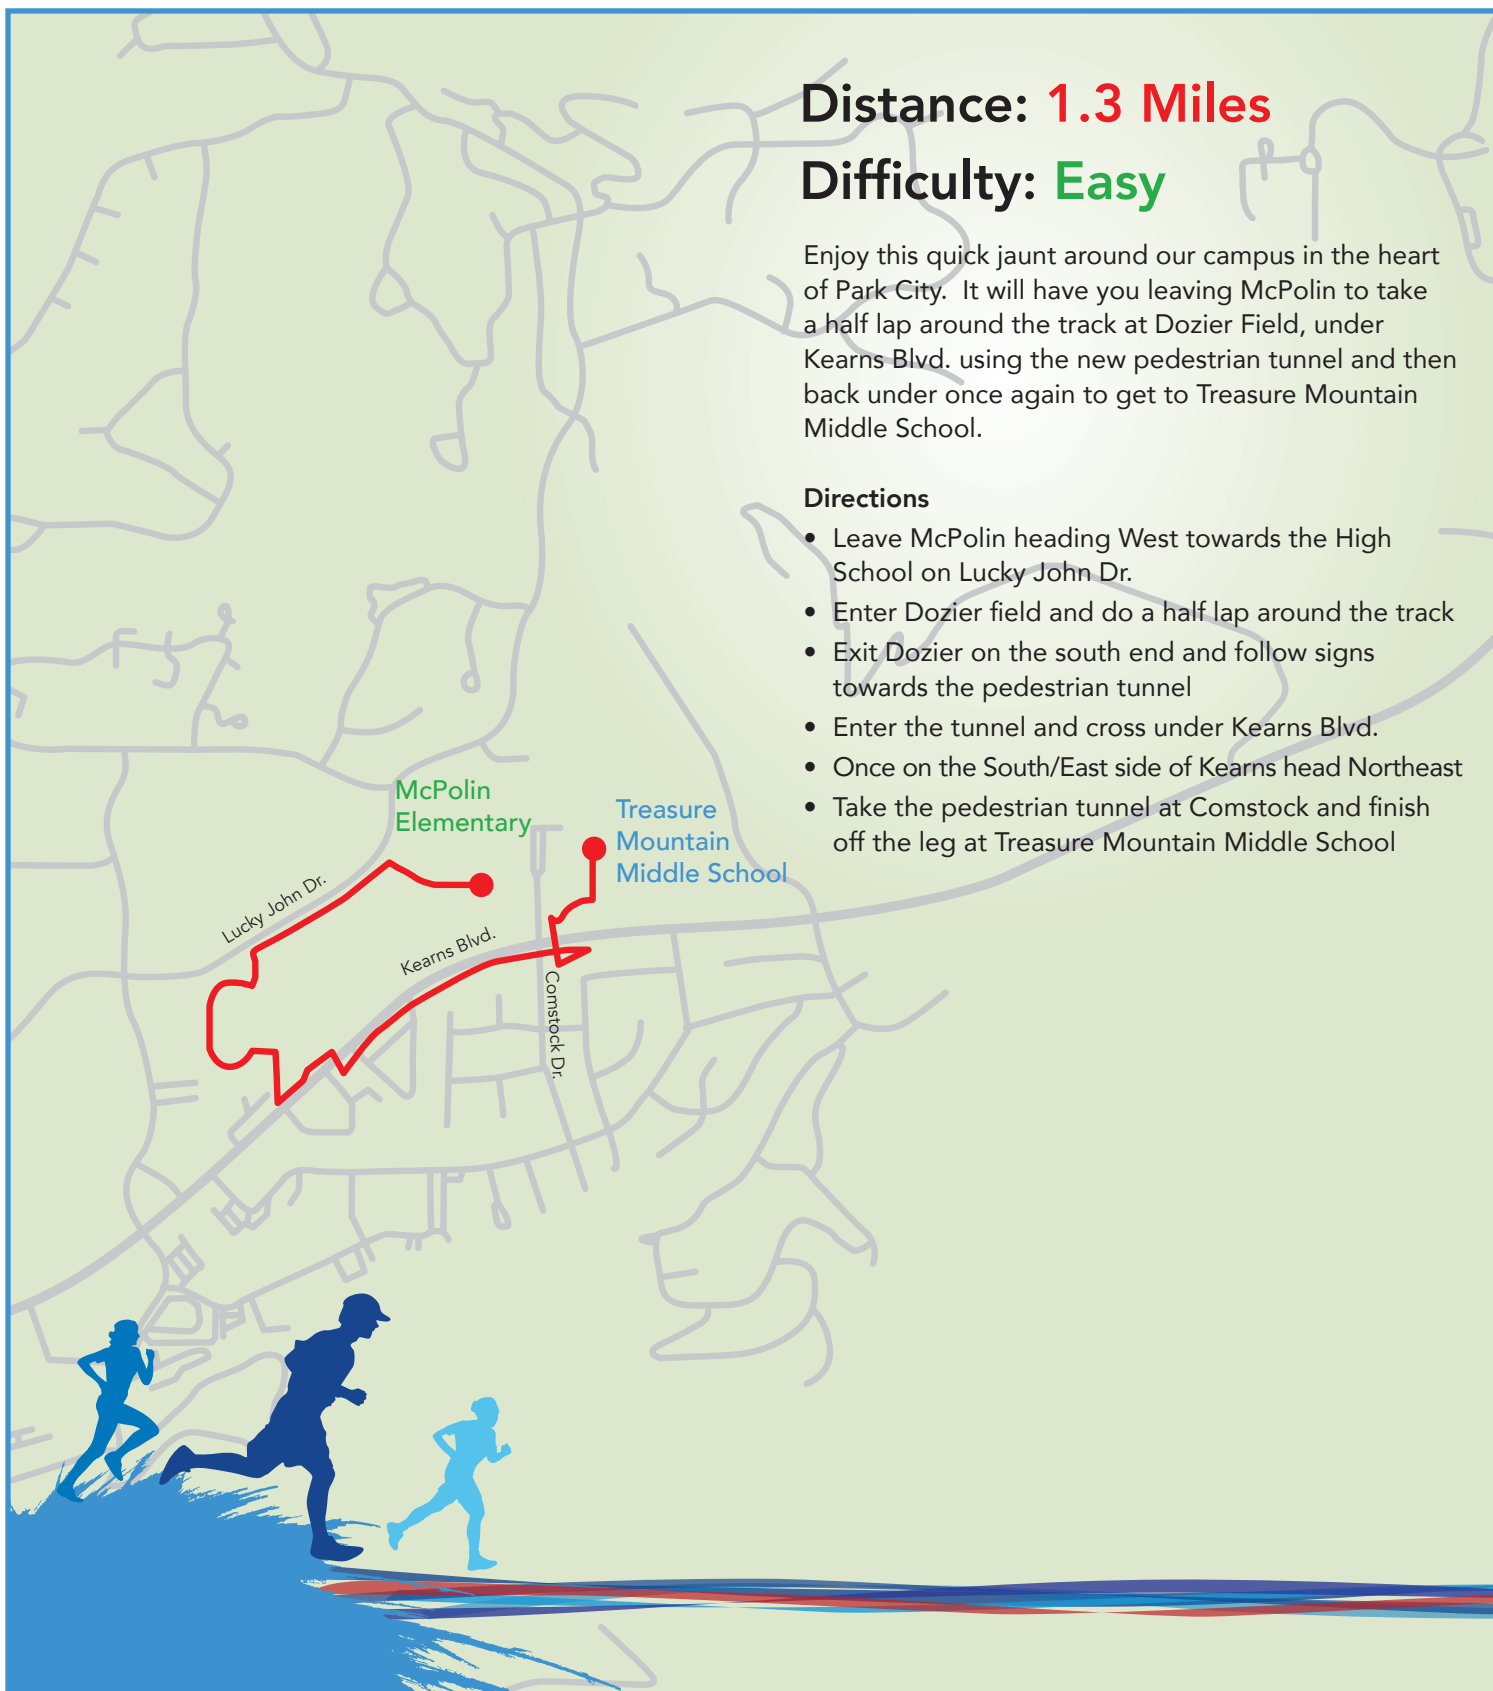 Distance: 1.3 Miles
Difficulty: Easy
Enjoy this quick jaunt around our campus in the heart
of Park City.  It will have you leaving McPolin to take
a half lap around the track at Dozier Field, under
Kearns Blvd. using the new pedestrian tunnel and then
back under once again to get to Treasure Mountain
Middle School.
Directions
• Leave McPolin heading West towards the High
School on Lucky John Dr.
• Enter Dozier field and do a half lap around the track
• Exit Dozier on the south end and follow signs
towards the pedestrian tunnel
• Enter the tunnel and cross under Kearns Blvd.
• Once on the South/East side of Kearns head Northeast
• Take the pedestrian tunnel at Comstock and finish
off the leg at Treasure Mountain Middle School
McPolin
Elementary
Treasure
Mountain
Middle School
Lucky John Dr.
Kearns Blvd.
Comstock Dr.